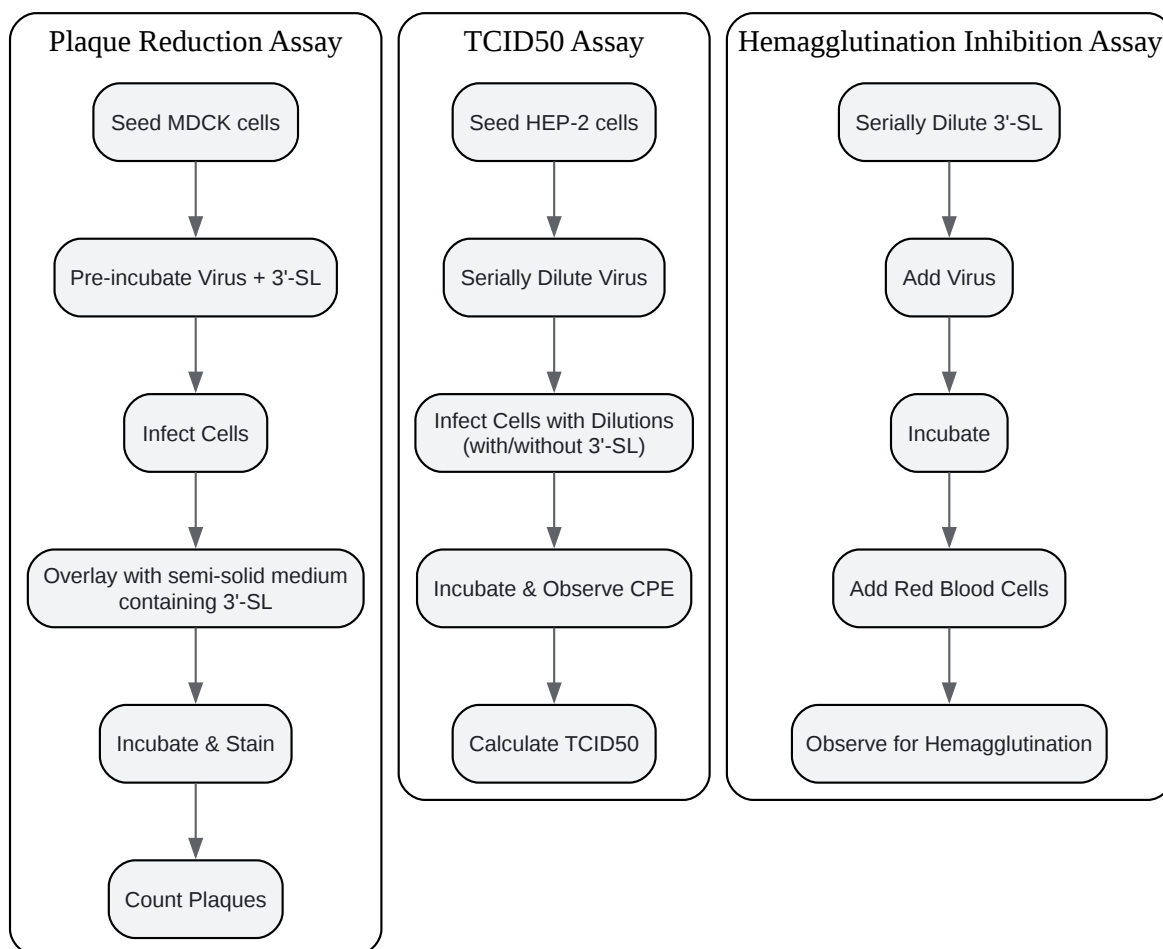 Plaque Reduction Assay
Seed MDCK cells
Pre-incubate Virus + 3'-SL
Infect Cells
Overlay with semi-solid medium
containing 3'-SL
Incubate & Stain
Count Plaques
TCID50 Assay
Seed HEP-2 cells
Serially Dilute Virus
Infect Cells with Dilutions
(with/without 3'-SL)
Incubate & Observe CPE
Calculate TCID50
Hemagglutination Inhibition Assay
Serially Dilute 3'-SL
Add Virus
Incubate
Add Red Blood Cells
Observe for Hemagglutination